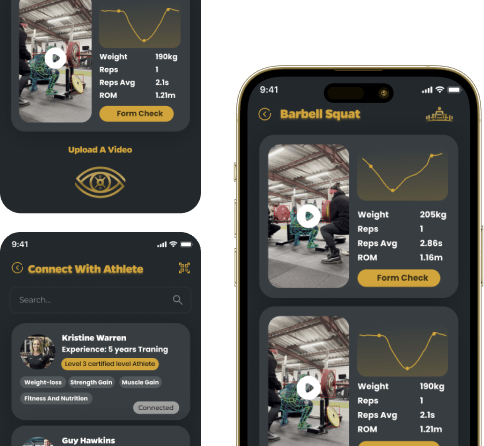 Weight 190kg
Reps 1
Reps Avg 2.1s
ROM 1.21m
Form Check
Upload A Video
9:41
Connect With Athlete
Search...
Kristine Warren
Experience: 5 years Traning
Level 3 certified level Athlete
Weight-loss Strength Gain Muscle Gain
Fitness And Nutrition
Connected
Guy Hawkins
9:41
Barbell Squat
Weight 205kg
Reps 1
Reps Avg 2.86s
ROM 1.16m
Form Check
Weight 190kg
Reps 1
Reps Avg 2.1s
ROM 1.21m